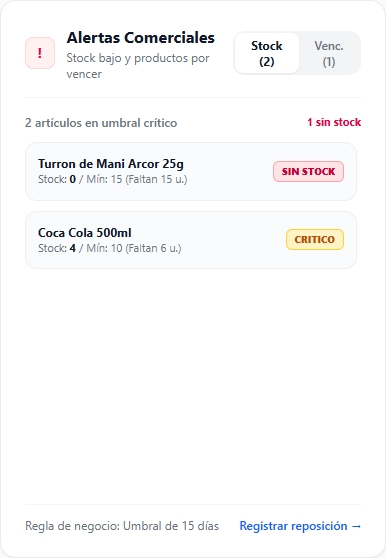 !
Alertas Comerciales
Stock bajo y productos por
vencer
Stock
(2)
Venc.
(1)
2 artículos en umbral crítico
1 sin stock
Turron de Mani Arcor 25g
Stock: 0 / Mín: 15 (Faltan 15 u.)
SIN STOCK
Coca Cola 500ml
Stock: 4 / Mín: 10 (Faltan 6 u.)
CRITICO
Regla de negocio: Umbral de 15 días
Registrar reposición →